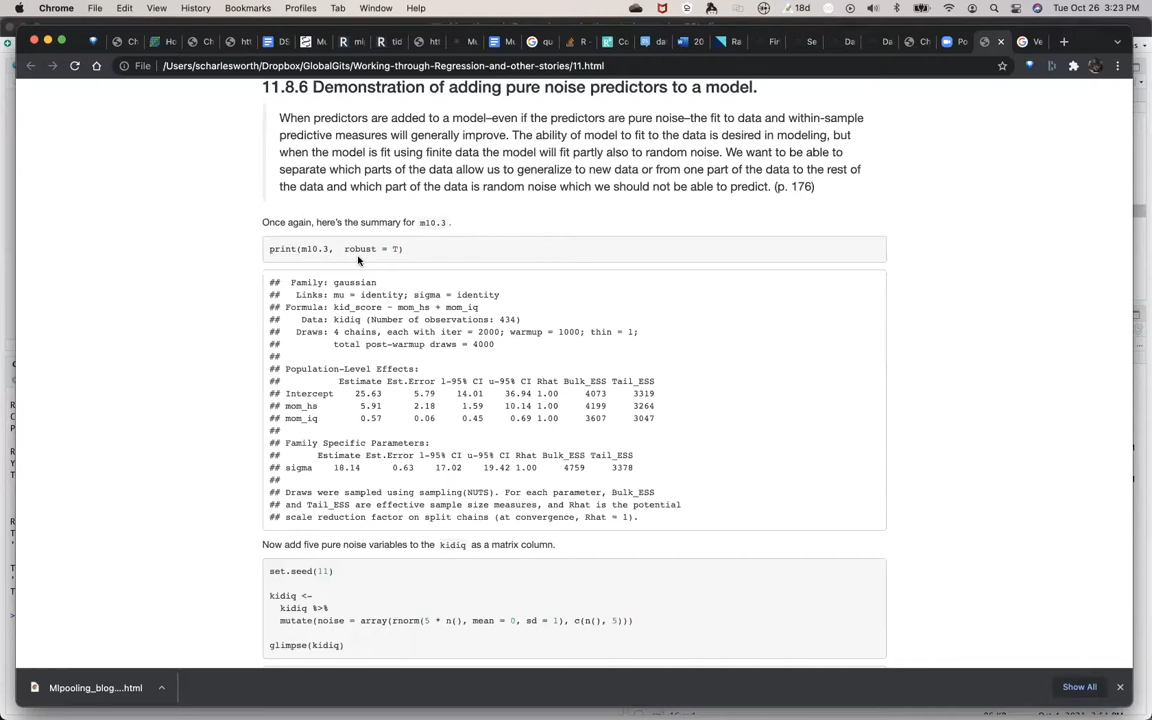 Chrome File Edit View History Bookmarks Profiles Tab Window Help 18d Tue Oct 26 3:23 PM
File /Users/scharlesworth/Dropbox/GlobalGits/Working-through-Regression-and-other-stories/11.html
11.8.6 Demonstration of adding pure noise predictors to a model.
When predictors are added to a model–even if the predictors are pure noise–the fit to data and within-sample
predictive measures will generally improve. The ability of model to fit to the data is desired in modeling, but
when the model is fit using finite data the model will fit partly also to random noise. We want to be able to
separate which parts of the data allow us to generalize to new data or from one part of the data to the rest of
the data and which part of the data is random noise which we should not be able to predict. (p. 176)
Once again, here's the summary for m10.3 .
print(m10.3, robust = T)
## Family: gaussian
## Links: mu = identity; sigma = identity
## Formula: kid_score ~ mom_hs + mom_iq
## Data: kidiq (Number of observations: 434)
## Draws: 4 chains, each with iter = 2000; warmup = 1000; thin = 1;
## total post-warmup draws = 4000
##
## Population-Level Effects:
## Estimate Est.Error l-95% CI u-95% CI Rhat Bulk_ESS Tail_ESS
## Intercept 25.63 5.79 14.01 36.94 1.00 4073 3319
## mom_hs 5.91 2.18 1.59 10.14 1.00 4199 3264
## mom_iq 0.57 0.06 0.45 0.69 1.00 3607 3047
##
## Family Specific Parameters:
## Estimate Est.Error l-95% CI u-95% CI Rhat Bulk_ESS Tail_ESS
## sigma 18.14 0.63 17.02 19.42 1.00 4759 3378
##
## Draws were sampled using sampling(NUTS). For each parameter, Bulk_ESS
## and Tail_ESS are effective sample size measures, and Rhat is the potential
## scale reduction factor on split chains (at convergence, Rhat = 1).
Now add five pure noise variables to the kidiq as a matrix column.
set.seed(11)
kidiq <-
kidiq %>%
mutate(noise = array(rnorm(5 * n(), mean = 0, sd = 1), c(n(), 5)))
glimpse(kidiq)
MIpooling_blog....html
Show All